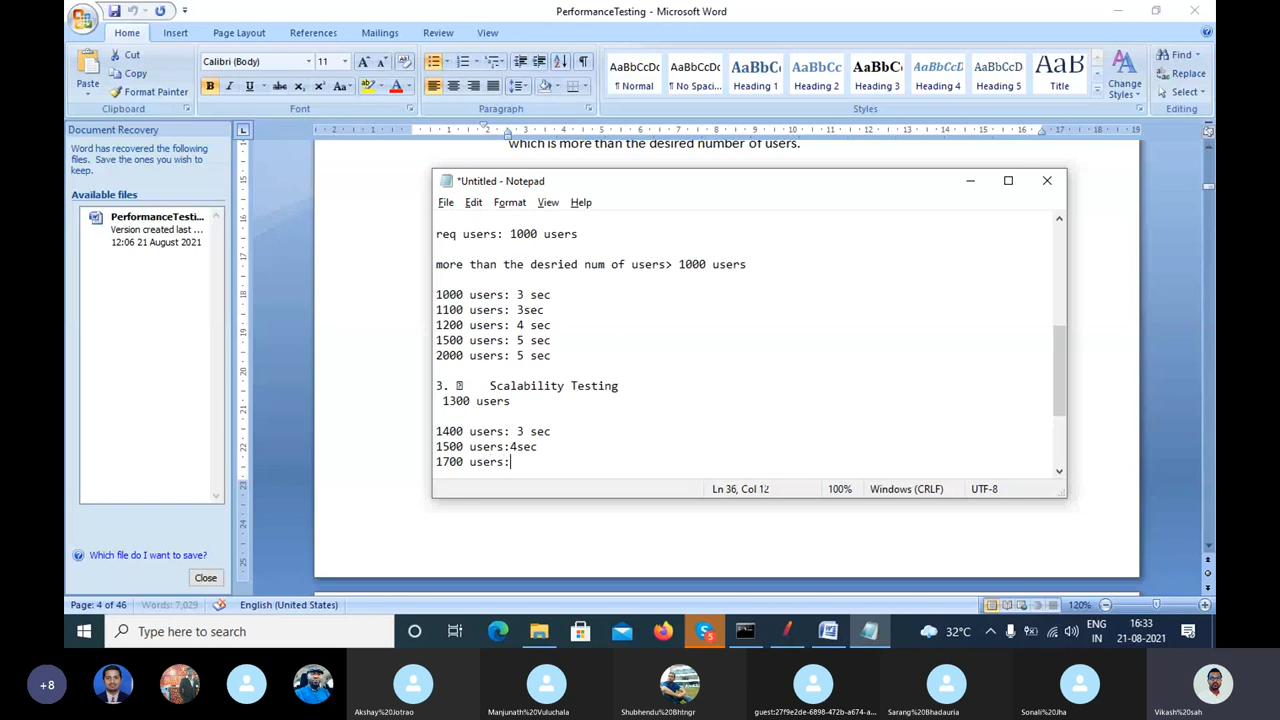 PerformanceTesting - Microsoft Word
Home Insert Page Layout References Mailings Review View
Paste
Cut
Copy
Format Painter
Clipboard
Calibri (Body) 11
Font
Paragraph
AaBbCcDc AaBbCcDc AaBbC AaBbCc AaBbCc AaBbCc AaBbCcD AaB
¶ Normal ¶ No Spaci... Heading 1 Heading 2 Heading 3 Heading 4 Heading 5 Title
Change Styles
Styles
Find
Replace
Select
Editing
Document Recovery
Word has recovered the following
files. Save the ones you wish to
keep.
Available files
PerformanceTesti...
Version created last ...
12:06 21 August 2021
Which file do I want to save?
Close
which is more than the desired number of users.
*Untitled - Notepad
File Edit Format View Help
req users: 1000 users
more than the desried num of users> 1000 users
1000 users: 3 sec
1100 users: 3sec
1200 users: 4 sec
1500 users: 5 sec
2000 users: 5 sec
3. Scalability Testing
1300 users
1400 users: 3 sec
1500 users:4sec
1700 users:
Ln 36, Col 12 100% Windows (CRLF) UTF-8
Page: 4 of 46 Words: 7,029 English (United States) 120%
Type here to search
32°C
ENG
IN
16:33
21-08-2021
+8
Akshay%20Jotrao
Manjunath%20Vuluchala
Shubhendu%20Bhtngr
guest:27f9e2de-6898-472b-a674-a...
Sarang%20Bhadauria
Sonali%20Jha
Vikash%20sah